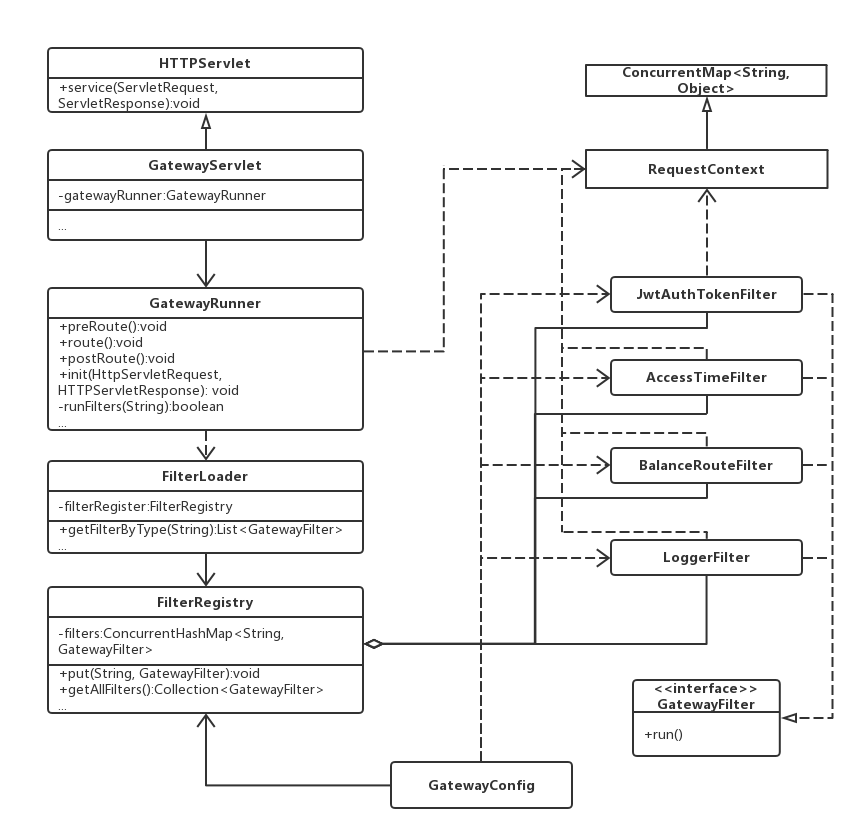 HTTPServlet
+service(ServletRequest,
ServletResponse):void
GatewayServlet
-gatewayRunner:GatewayRunner
...
GatewayRunner
+preRoute():void
+route():void
+postRoute():void
+init(HttpServletRequest,
HTTPServletResponse): void
-runFilters(String):boolean
...
FilterLoader
-filterRegister:FilterRegistry
+getFilterByType(String):List<GatewayFilter>
...
FilterRegistry
-filters:ConcurrentHashMap<String,
GatewayFilter>
+put(String, GatewayFilter):void
+getAllFilters():Collection<GatewayFilter>
...
GatewayConfig
ConcurrentMap<String,
Object>
RequestContext
JwtAuthTokenFilter
AccessTimeFilter
BalanceRouteFilter
LoggerFilter
<<interface>>
GatewayFilter
+run()